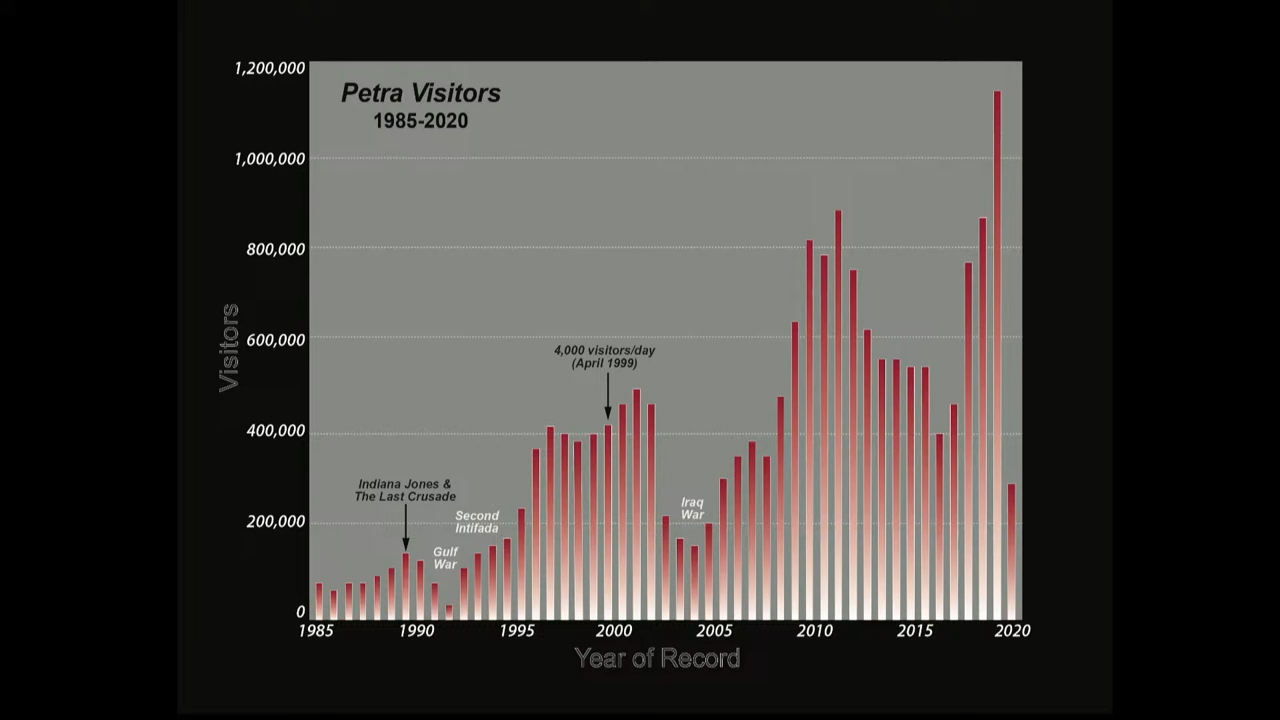 Petra Visitors
1985-2020
1,200,000
1,000,000
800,000
600,000
400,000
200,000
0
Visitors
4,000 visitors/day
(April 1999)
Indiana Jones &
The Last Crusade
Second
Intifada
Gulf
War
Iraq
War
1985 1990 1995 2000 2005 2010 2015 2020
Year of Record